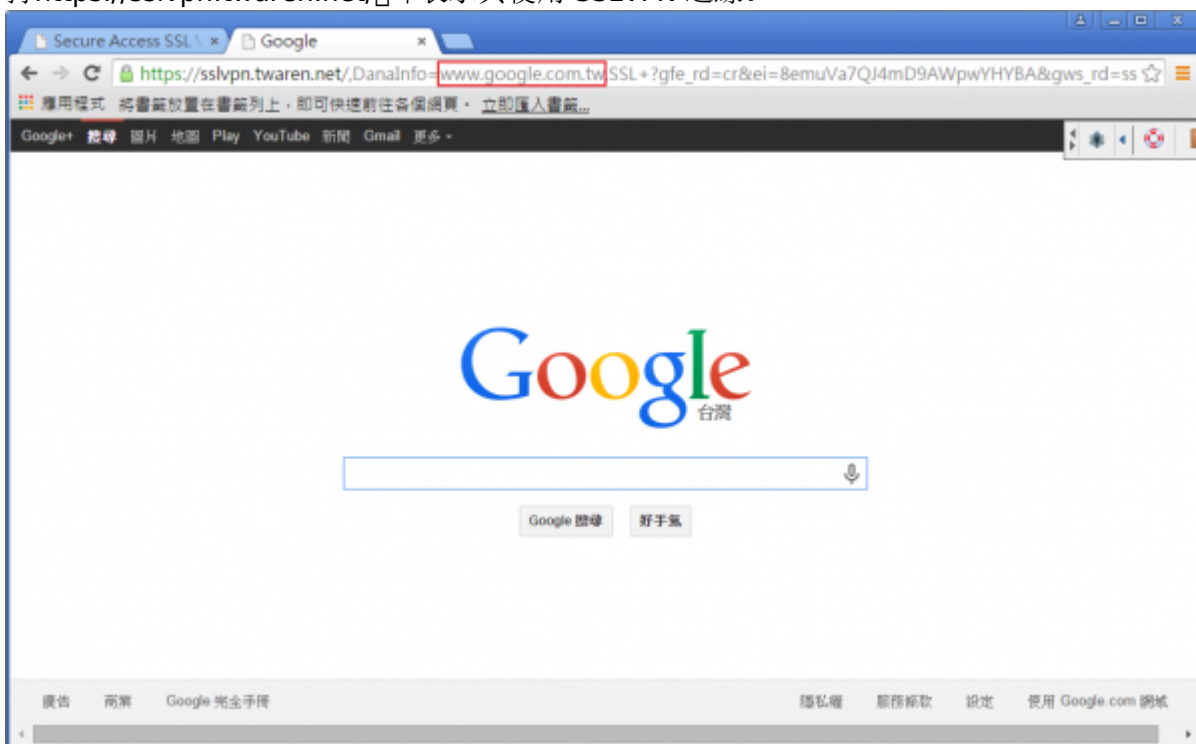 Secure Access SSL \ × Google ×
https://sslvpn.twaren.net/,DanaInfo=www.google.com.tw,SSL+?gfe_rd=cr&ei=8emuVa7QJ4mD9AWpwYHYBA&gws_rd=ss
應用程式 將書籤放置在書籤列上,即可快速前往各個網頁。 立即匯入書籤...
Google+ 搜尋 圖片 地圖 Play YouTube 新聞 Gmail 更多
Google
台灣
Google 搜尋 好手氣
廣告 商業 Google 完全手冊 隱私權 服務條款 設定 使用 Google.com 網域